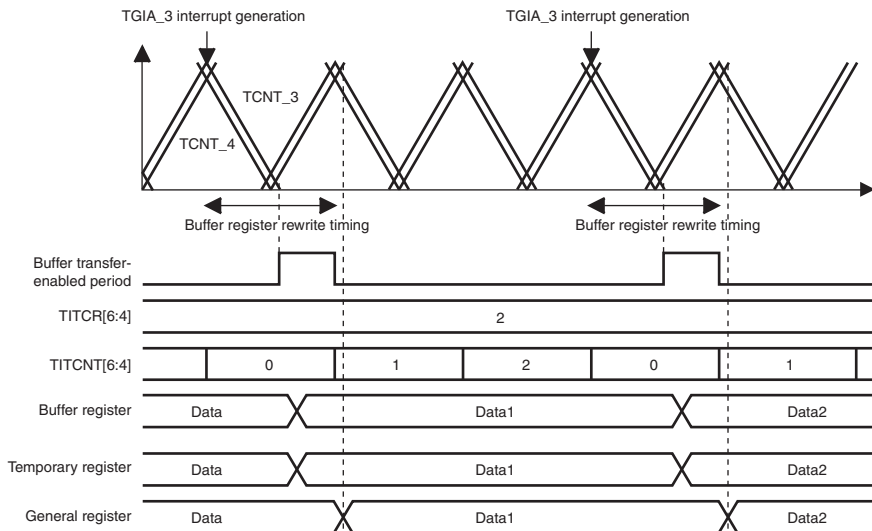 TGIA_3 interrupt generation
TGIA_3 interrupt generation
TCNT_3
TCNT_4
Buffer register rewrite timing
Buffer register rewrite timing
Buffer transfer-
enabled period
TITCR[6:4]
2
TITCNT[6:4]
0
1
2
0
1
Buffer register
Data
Data1
Data2
Temporary register
Data
Data1
Data2
General register
Data
Data1
Data2